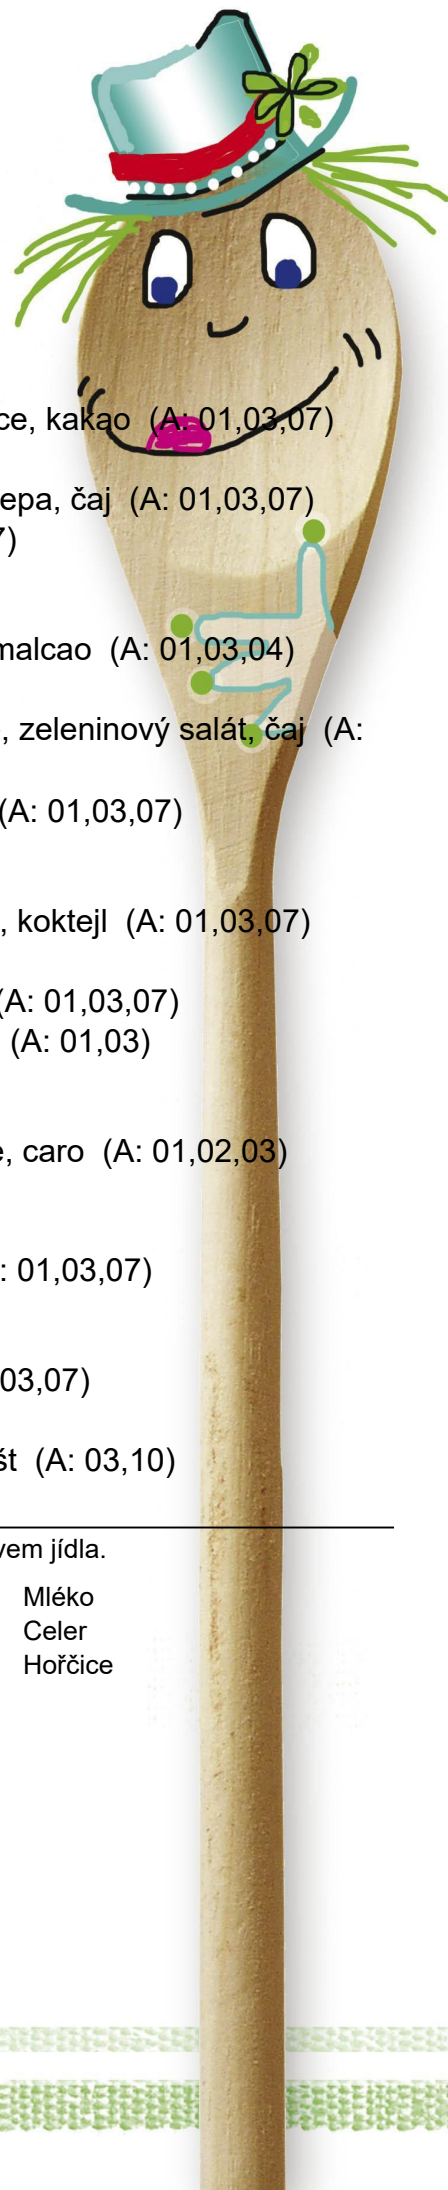 ce, kakao (A: 01,03,07)
epa, čaj (A: 01,03,07)
7)
malcao (A: 01,03,04)
, zeleninový salát, čaj (A:
(A: 01,03,07)
, koktejl (A: 01,03,07)
(A: 01,03,07)
(A: 01,03)
e, caro (A: 01,02,03)
: 01,03,07)
03,07)
št (A: 03,10)
vem jídla.
Mléko
Celer
Hořčice